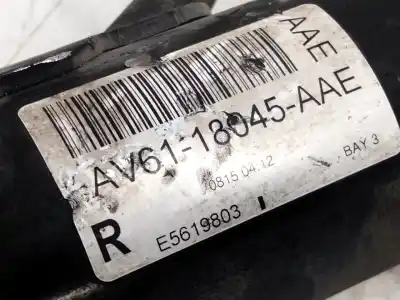 AAE
AV61-18045-AAE
0815 04.12
BAY 3
R
E5619803